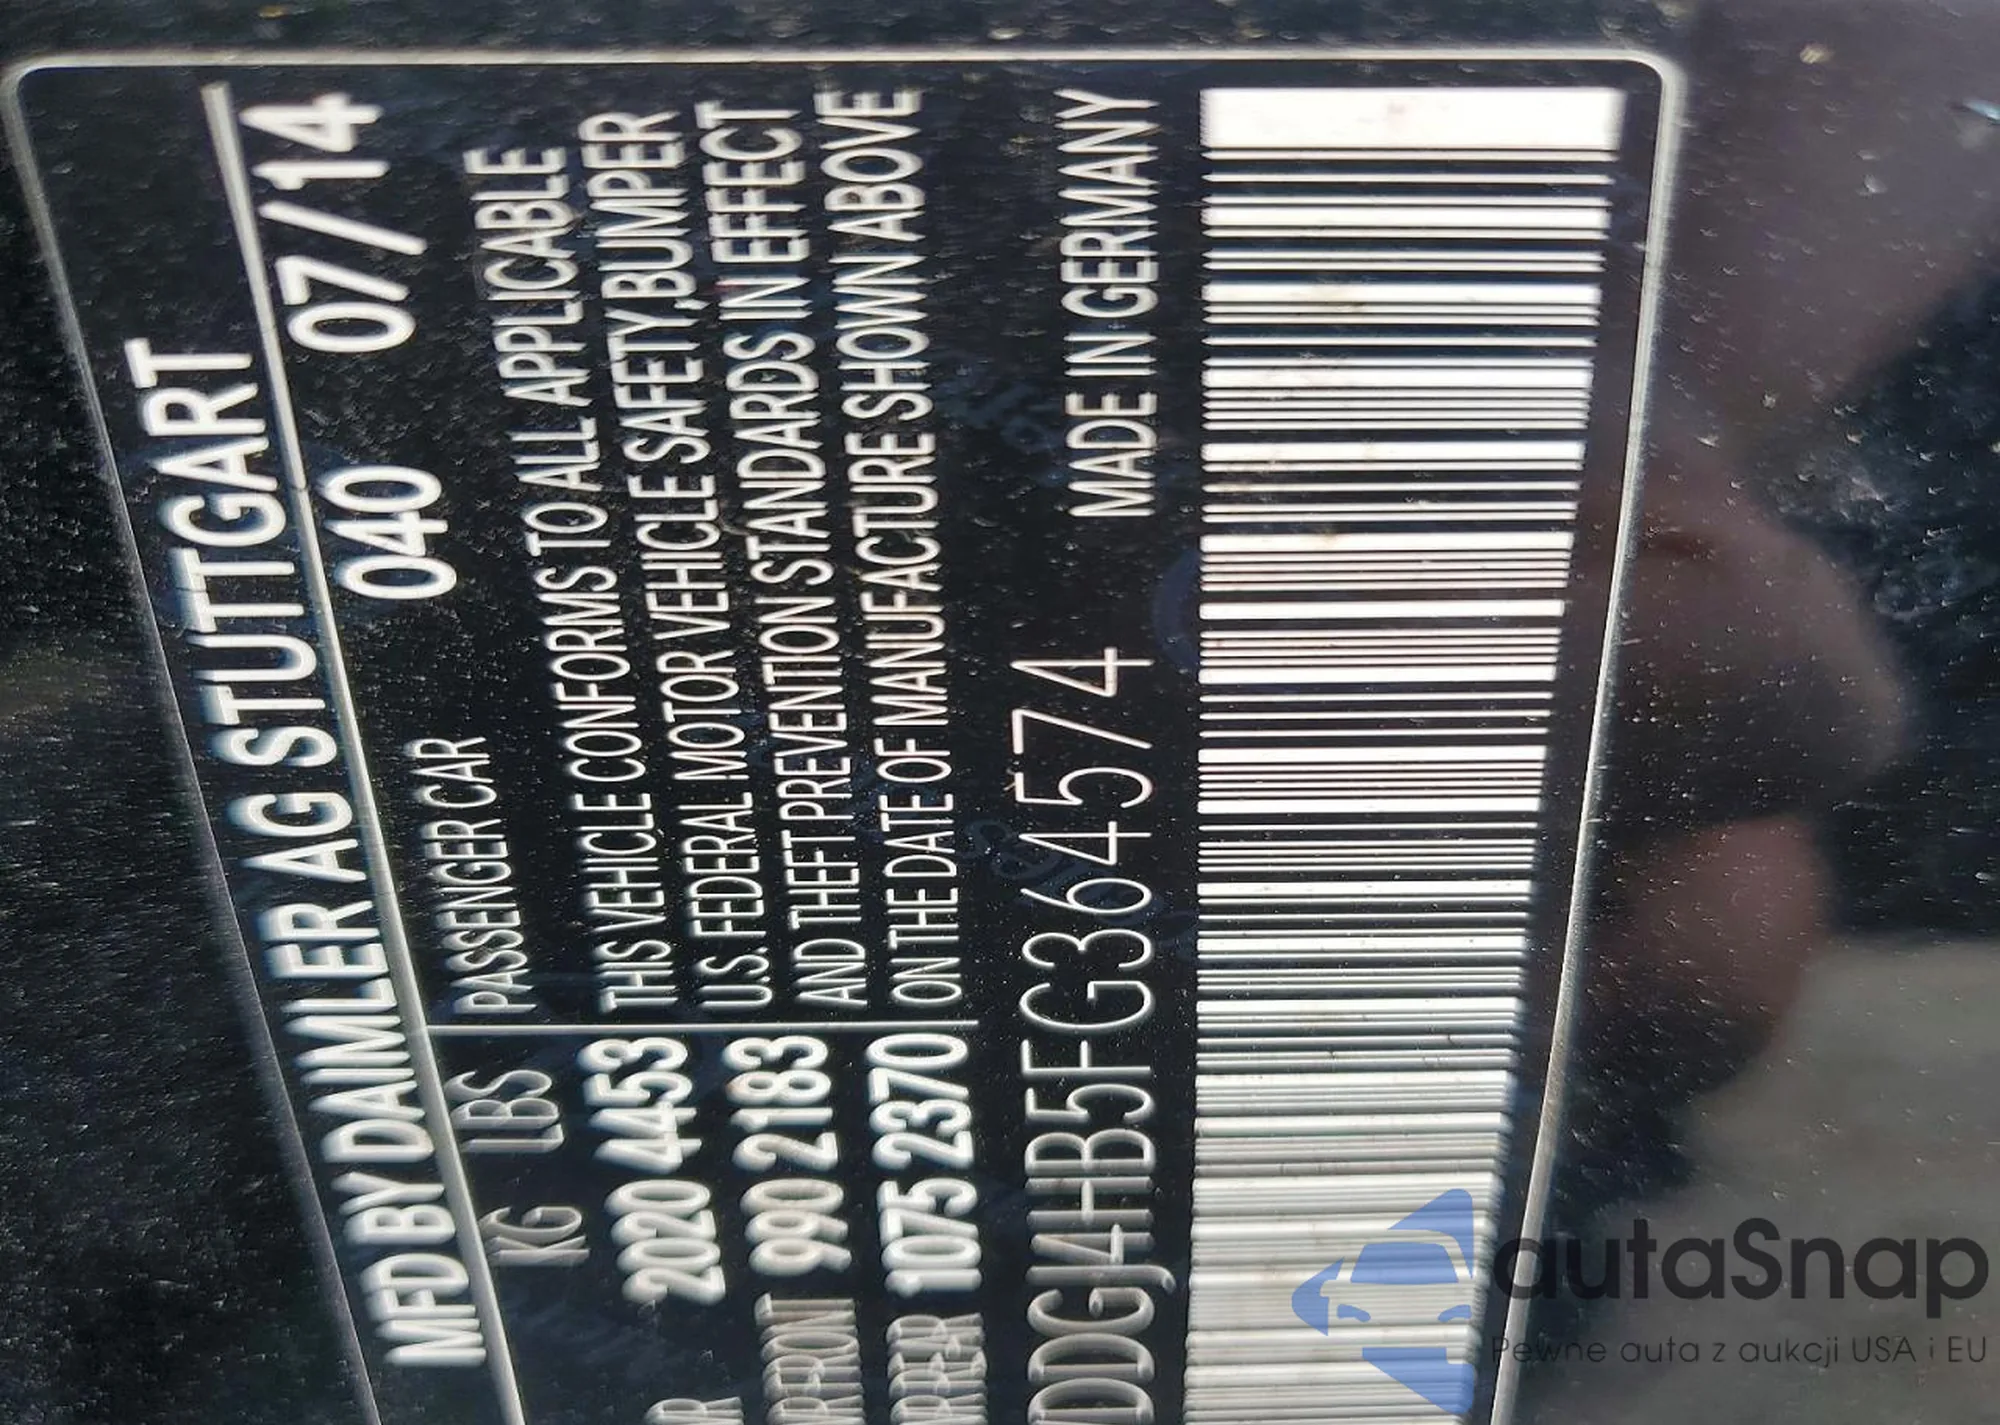 MFD BY DAIMLER AG STUTTGART
040 07/14
KG LBS PASSENGER CAR
2020 4453
990 2183
1075 2370
THIS VEHICLE CONFORMS TO ALL APPLICABLE
U.S. FEDERAL MOTOR VEHICLE SAFETY,BUMPER
AND THEFT PREVENTION STANDARDS IN EFFECT
ON THE DATE OF MANUFACTURE SHOWN ABOVE
MADE IN GERMANY
DDGJ4HB5FG364574
autaSnap
Pewne auta z aukcji USA i EU